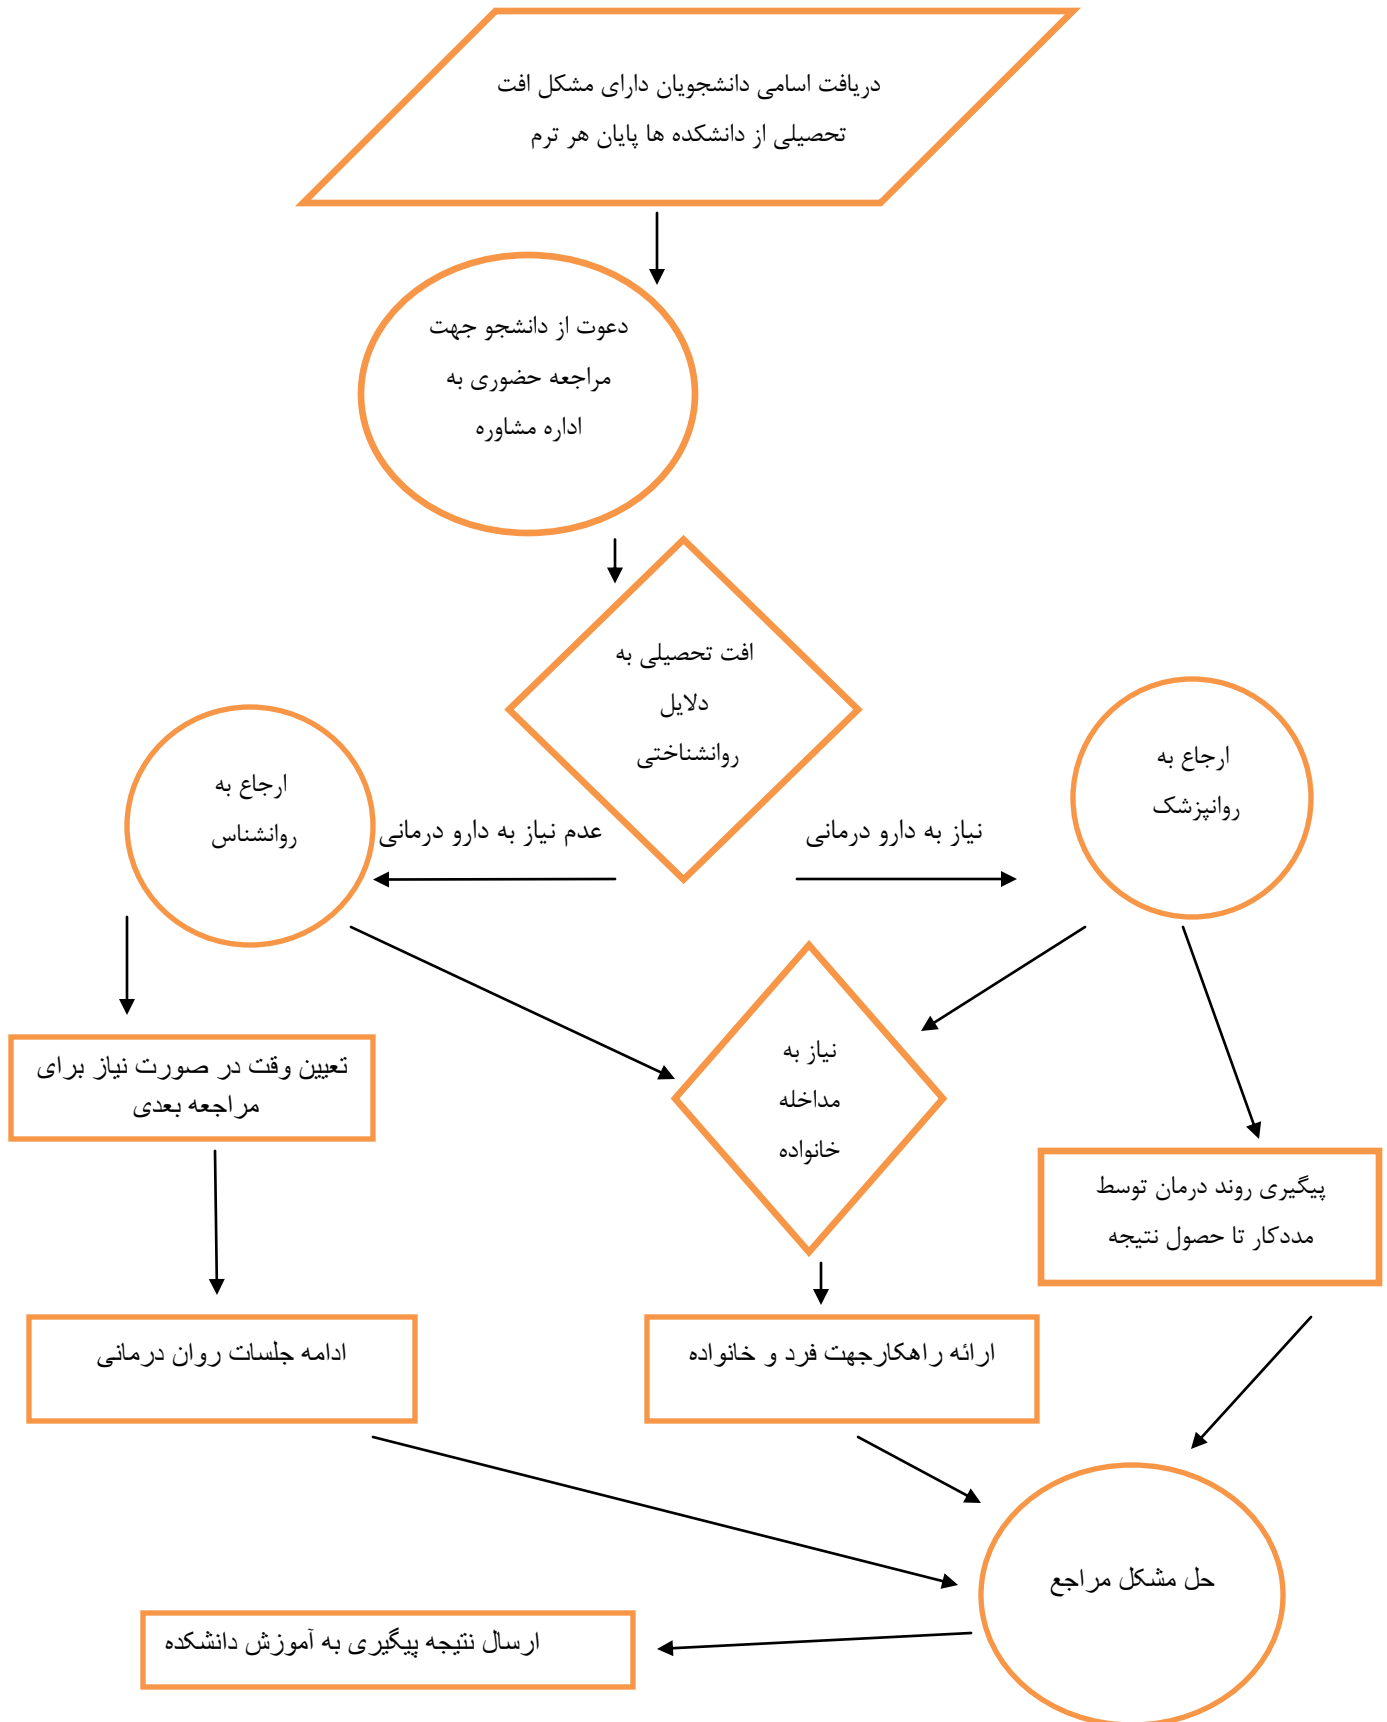 دریافت اسامی دانشجویان دارای مشکل افت
تحصیلی از دانشکده ها پایان هر ترم
دعوت از دانشجو جهت
مراجعه حضوری به
اداره مشاوره
افت تحصیلی به
دلایل
روانشناختی
ارجاع به
روانپزشک
ارجاع به
روانشناس
نیاز به دارو درمانی
عدم نیاز به دارو درمانی
نیاز به
مداخله
خانواده
تعیین وقت در صورت نیاز برای
مراجعه بعدی
پیگیری روند درمان توسط
مددکار تا حصول نتیجه
ارائه راهکارجهت فرد و خانواده
ادامه جلسات روان درمانی
حل مشکل مراجع
ارسال نتیجه پیگیری به آموزش دانشکده